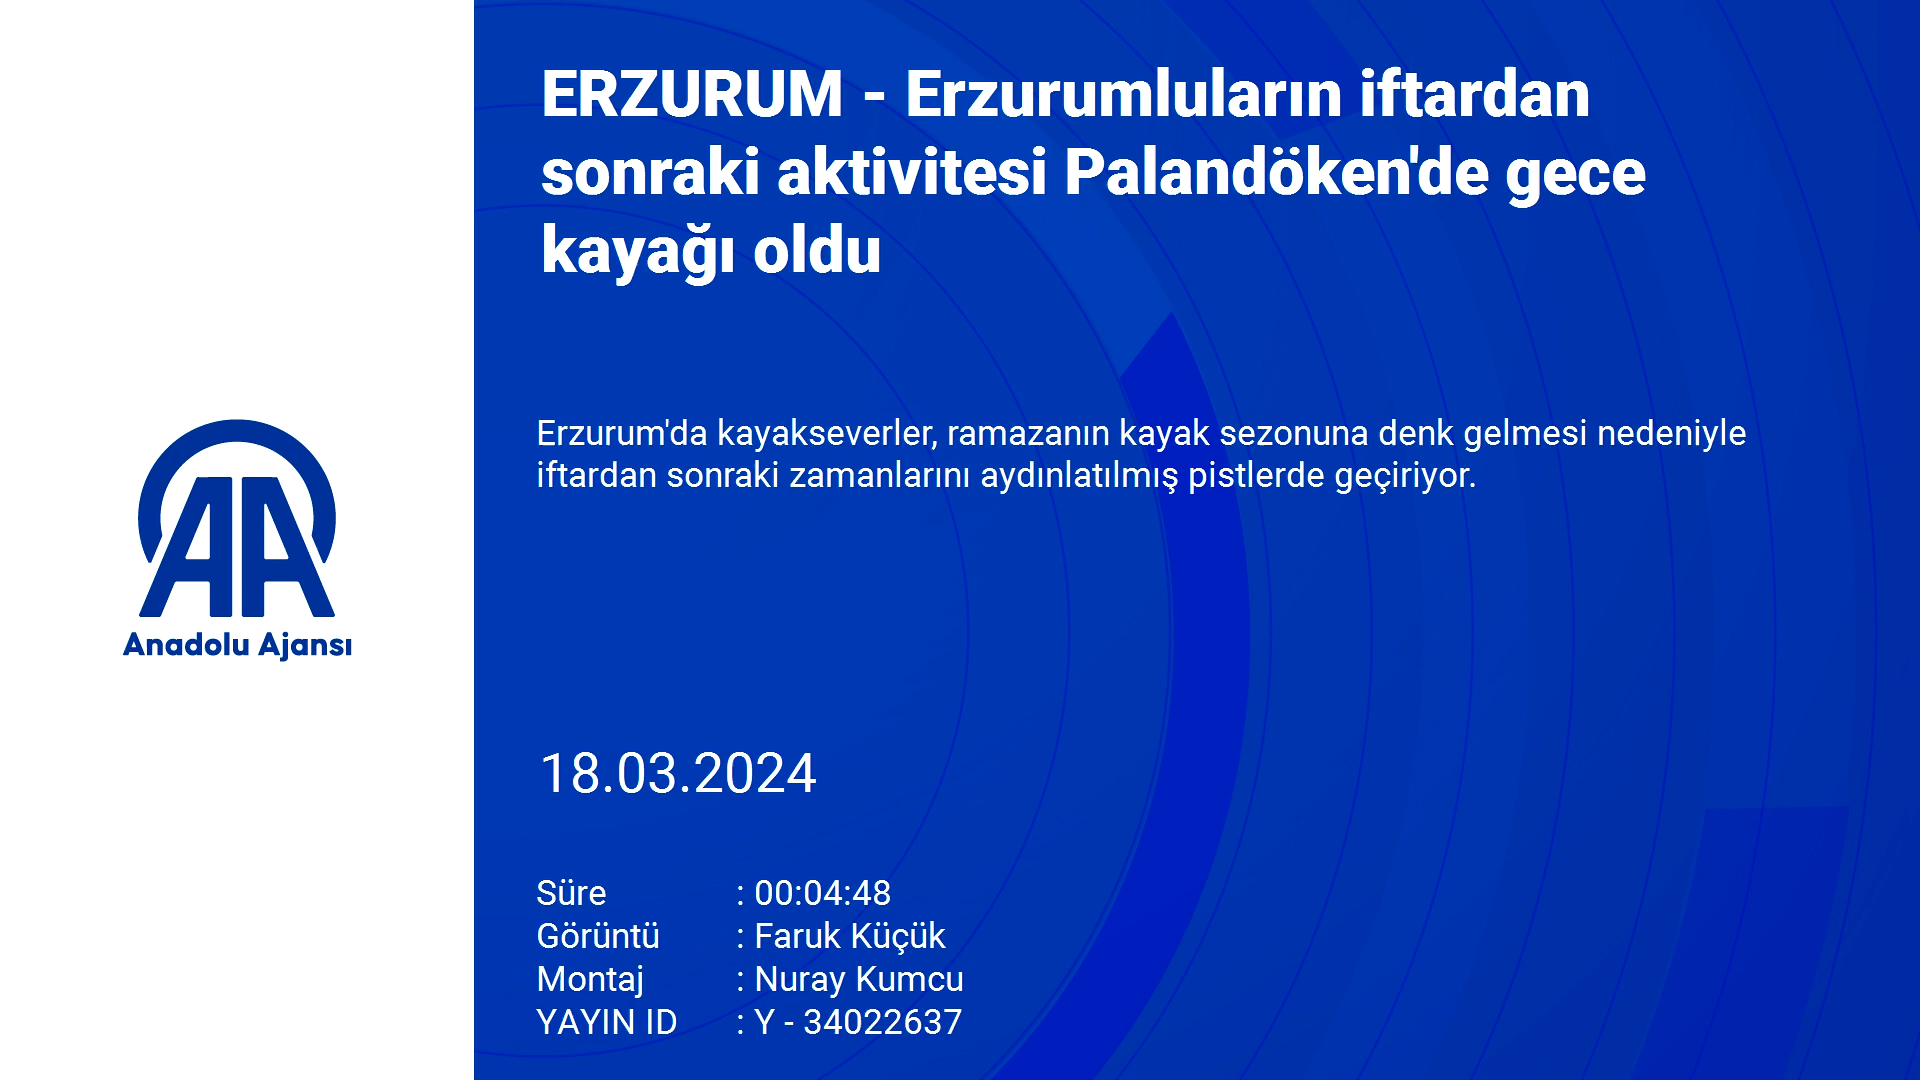 ERZURUM - Erzurumluların iftardan
sonraki aktivitesi Palandöken'de gece
kayağı oldu
Erzurum'da kayakseverler, ramazanın kayak sezonuna denk gelmesi nedeniyle
iftardan sonraki zamanlarını aydınlatılmış pistlerde geçiriyor.
AA
Anadolu Ajansı
18.03.2024
Süre : 00:04:48
Görüntü : Faruk Küçük
Montaj : Nuray Kumcu
YAYIN ID : Y - 34022637